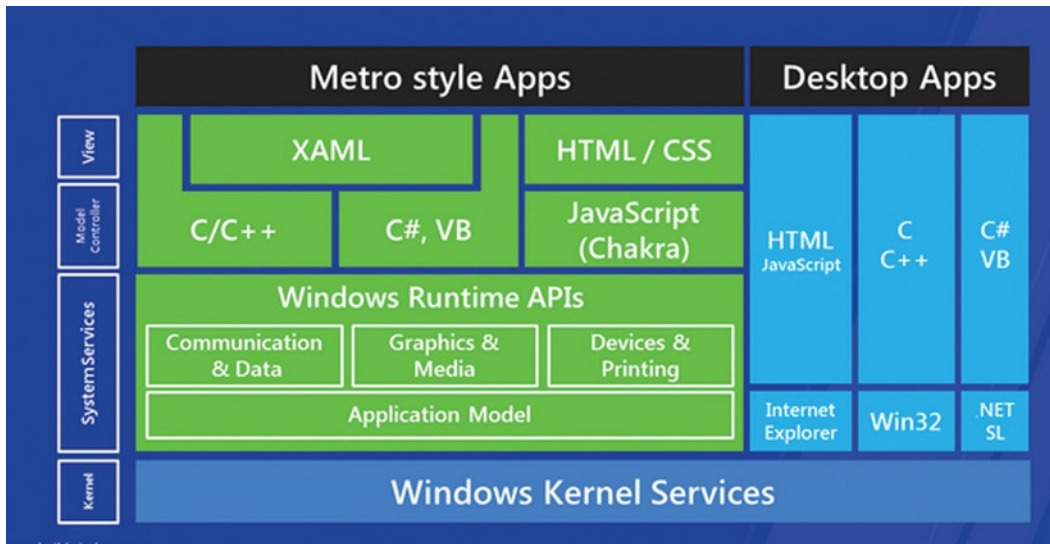 Metro style Apps
Desktop Apps
View
XAML
HTML / CSS
Model
Controller
C/C++
C#, VB
JavaScript
(Chakra)
HTML
JavaScript
C
C++
C#
VB
System Services
Windows Runtime APIs
Communication
& Data
Graphics &
Media
Devices &
Printing
Application Model
Internet
Explorer
Win32
.NET
SL
Kernel
Windows Kernel Services